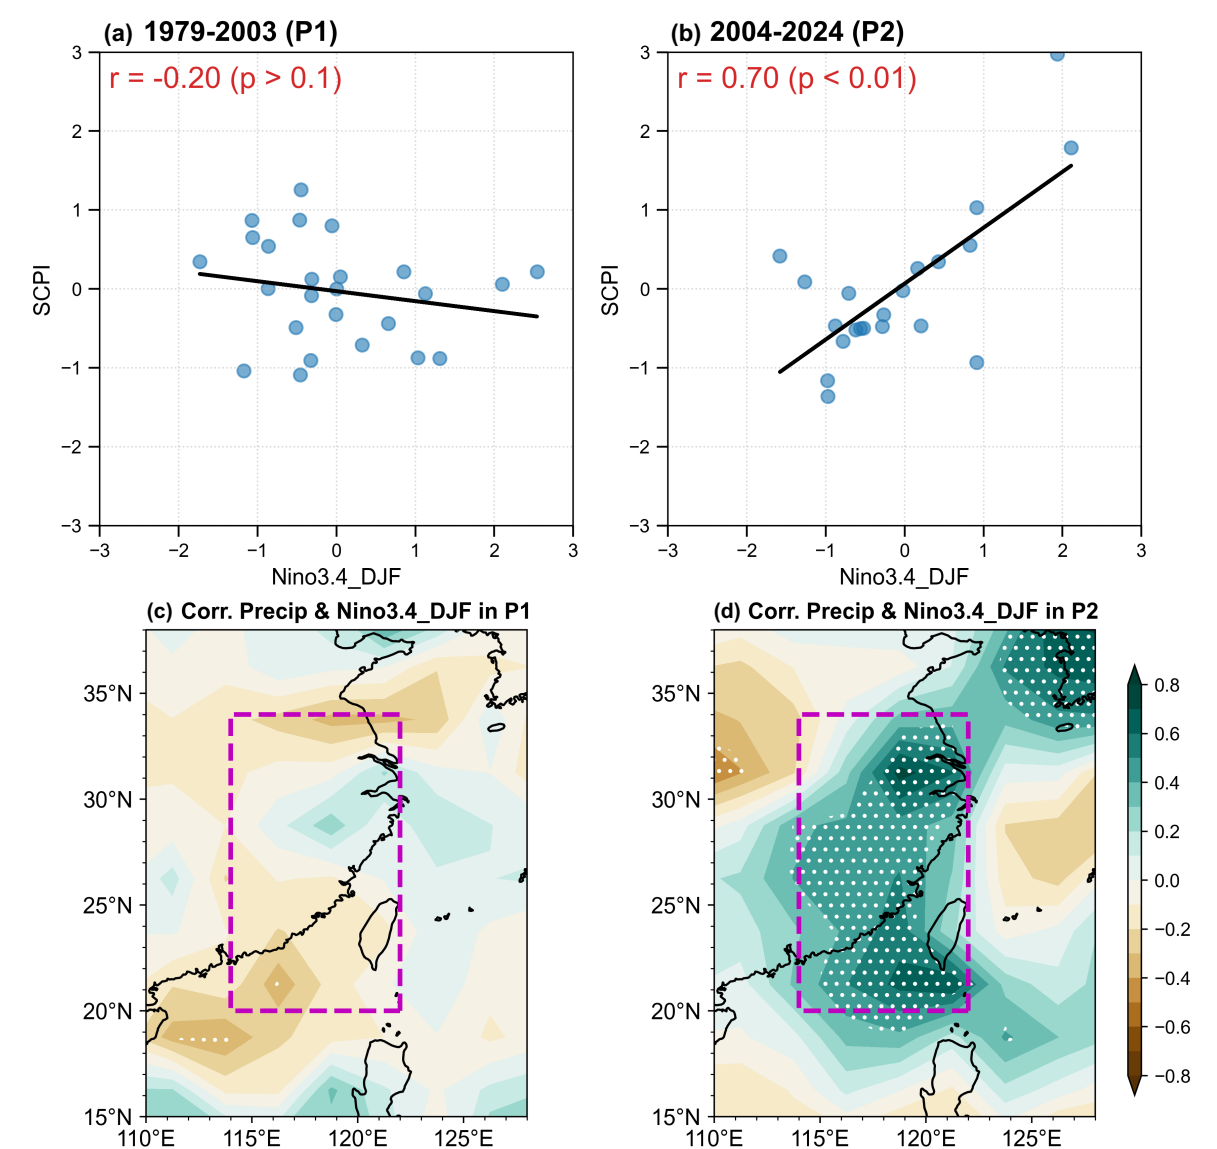 (a) 1979-2003 (P1)
r = -0.20 (p > 0.1)
3
2
1
0
−1
−2
−3
SCPI
−3 −2 −1 0 1 2 3
Nino3.4_DJF
(b) 2004-2024 (P2)
r = 0.70 (p < 0.01)
3
2
1
0
−1
−2
−3
SCPI
−3 −2 −1 0 1 2 3
Nino3.4_DJF
(c) Corr. Precip & Nino3.4_DJF in P1
35°N
30°N
25°N
20°N
15°N
110°E 115°E 120°E 125°E
(d) Corr. Precip & Nino3.4_DJF in P2
35°N
30°N
25°N
20°N
15°N
110°E 115°E 120°E 125°E
0.8
0.6
0.4
0.2
0.0
−0.2
−0.4
−0.6
−0.8